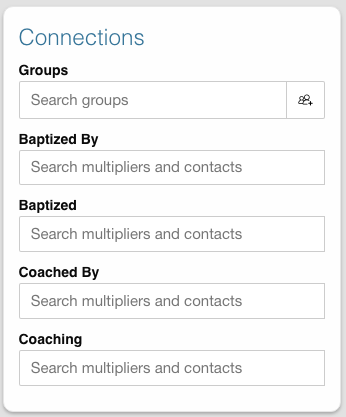 Connections
Groups
Search groups
Baptized By
Search multipliers and contacts
Baptized
Search multipliers and contacts
Coached By
Search multipliers and contacts
Coaching
Search multipliers and contacts